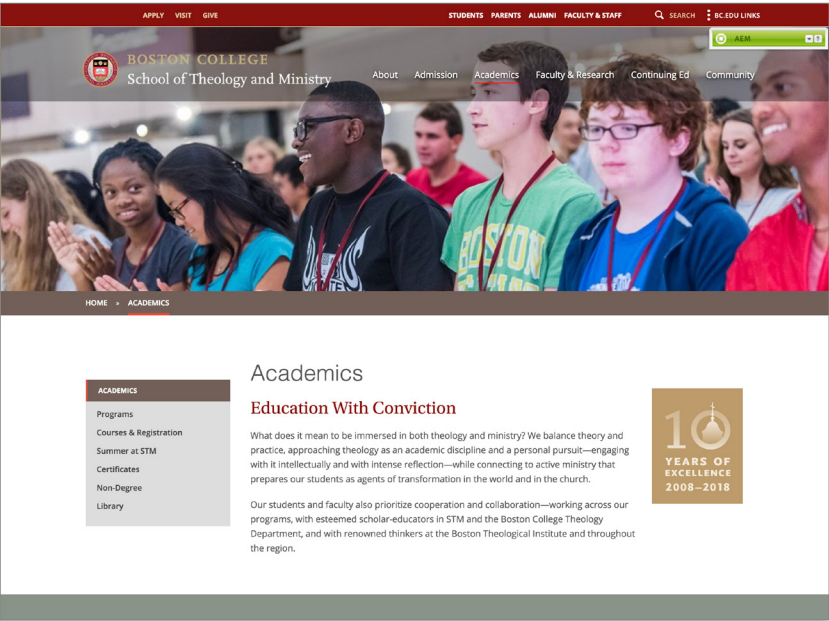 APPLY VISIT GIVE
STUDENTS PARENTS ALUMNI FACULTY & STAFF SEARCH BC.EDU LINKS
AEM
BOSTON COLLEGE
School of Theology and Ministry
About Admission Academics Faculty & Research Continuing Ed Community
BOSTON
HOME » ACADEMICS
ACADEMICS
Programs
Courses & Registration
Summer at STM
Certificates
Non-Degree
Library
Academics
Education With Conviction
What does it mean to be immersed in both theology and ministry? We balance theory and
practice, approaching theology as an academic discipline and a personal pursuit—engaging
with it intellectually and with intense reflection—while connecting to active ministry that
prepares our students as agents of transformation in the world and in the church.
Our students and faculty also prioritize cooperation and collaboration—working across our
programs, with esteemed scholar-educators in STM and the Boston College Theology
Department, and with renowned thinkers at the Boston Theological Institute and throughout
the region.
10
YEARS OF
EXCELLENCE
2008–2018